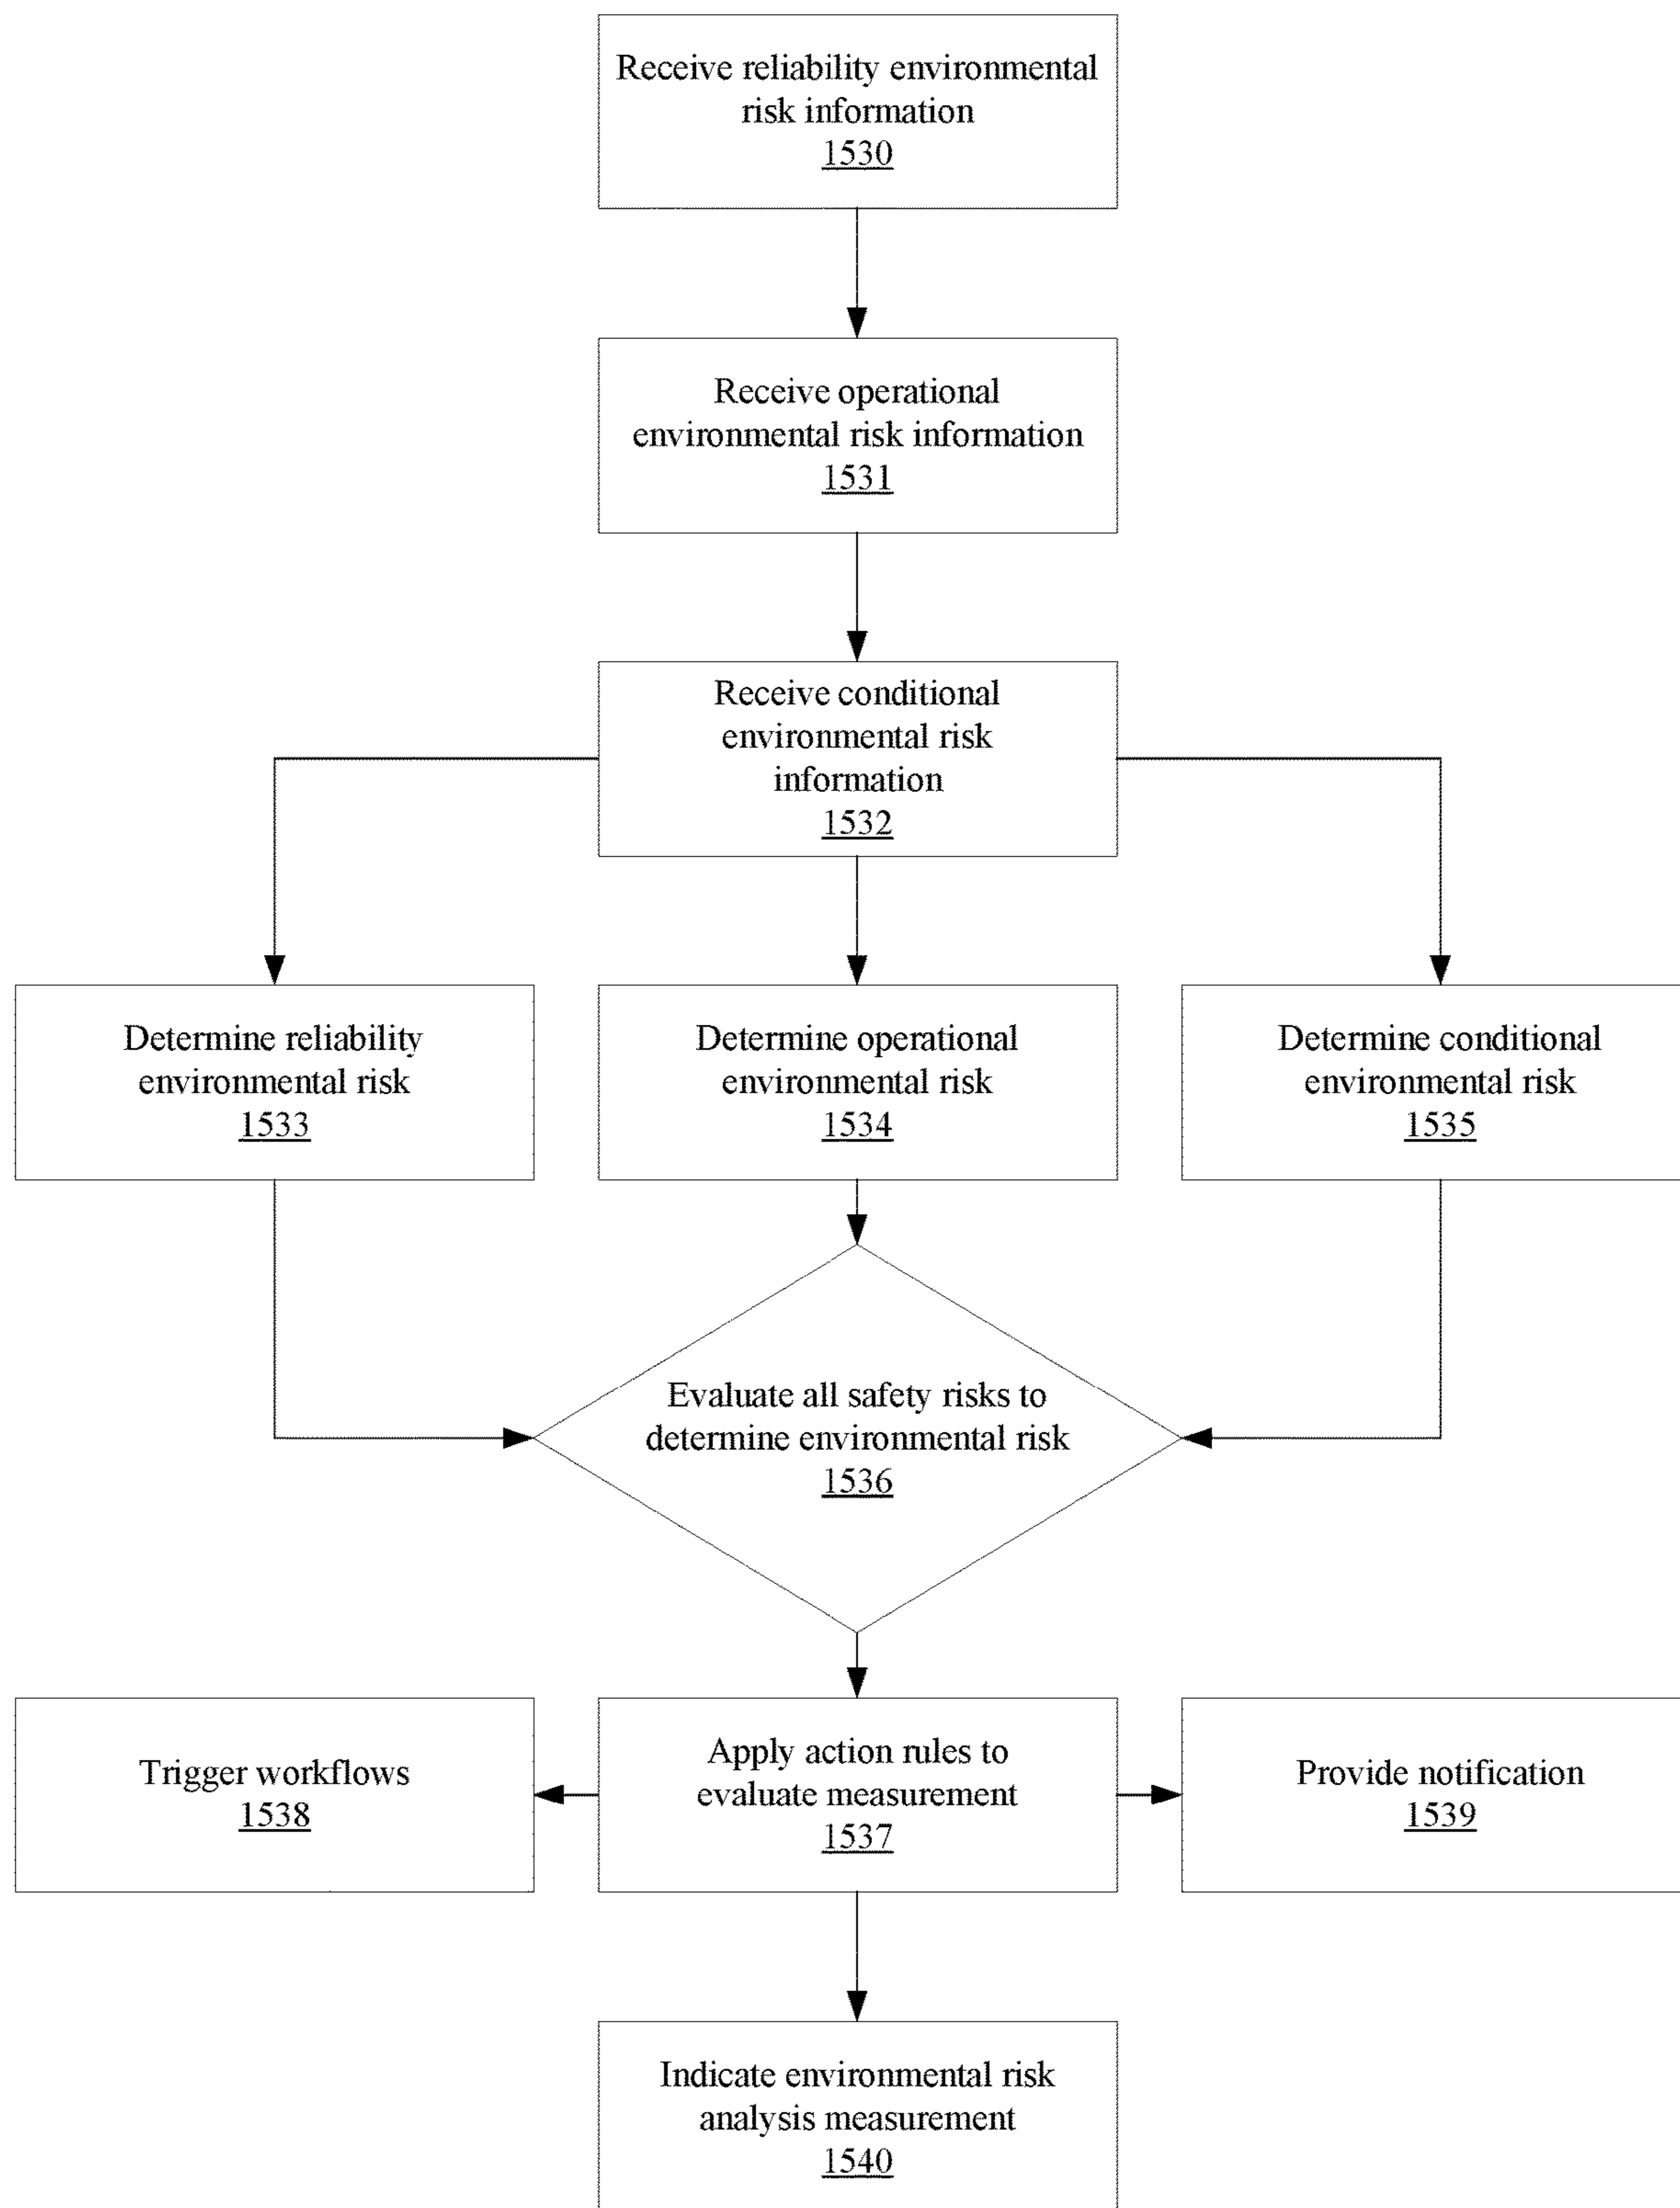 Receive reliability environmental
risk information
1530
Receive operational
environmental risk information
1531
Receive conditional
environmental risk
information
1532
Determine reliability
environmental risk
1533
Determine operational
environmental risk
1534
Determine conditional
environmental risk
1535
Evaluate all safety risks to
determine environmental risk
1536
Trigger workflows
1538
Apply action rules to
evaluate measurement
1537
Provide notification
1539
Indicate environmental risk
analysis measurement
1540